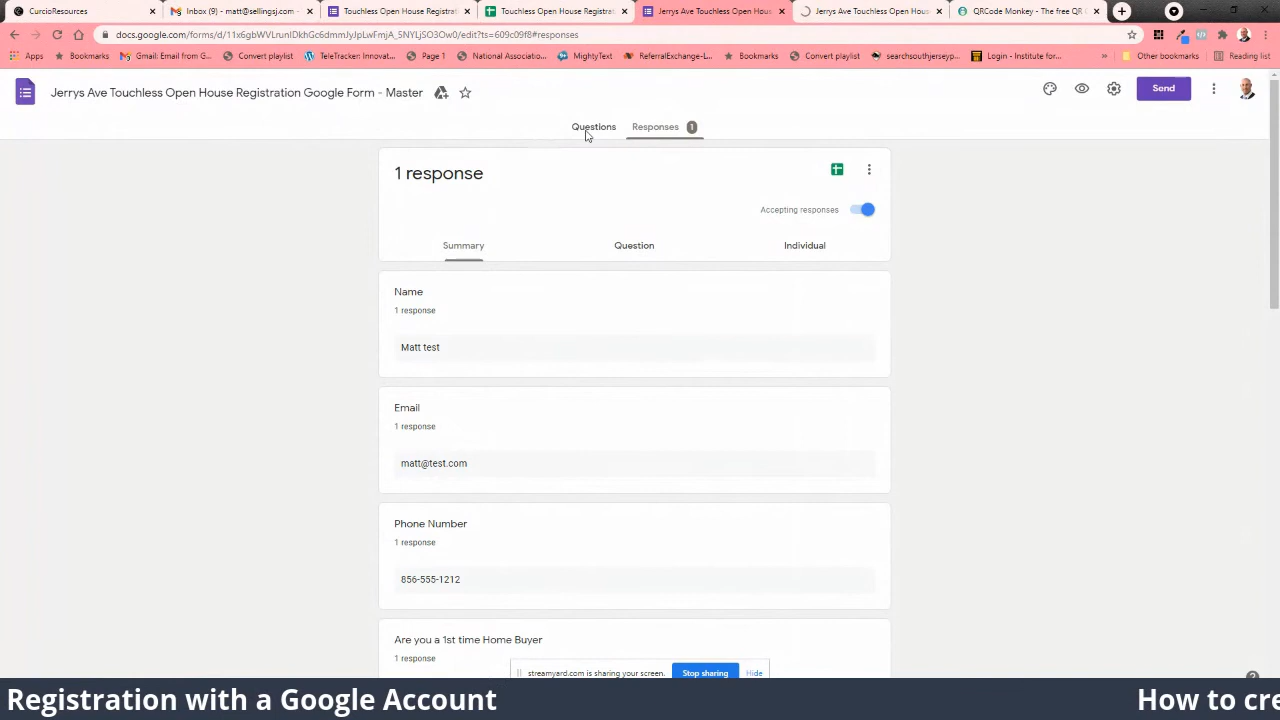 CurcioResources
Inbox (9) - matt@sellingsj.com -
Touchless Open House Registrat
Touchless Open House Registrat
Jerrys Ave Touchless Open Hous
Jerrys Ave Touchless Open Hous
QRCode Monkey - The free QR
docs.google.com/forms/d/11x6gbWVLrunIDkhGc6dmmJyJpLwFmjA_5NYLjSO3Ow0/edit?ts=609c09f8#responses
Apps
Bookmarks
Gmail: Email from G...
Convert playlist
TeleTracker: Innovat...
Page 1
National Associatio...
MightyText
ReferralExchange-L...
Bookmarks
Convert playlist
searchsouthjerseyp...
Login - Institute for...
Other bookmarks
Reading list
Jerrys Ave Touchless Open House Registration Google Form - Master
Send
Questions
Responses 1
1 response
Accepting responses
Summary
Question
Individual
Name
1 response
Matt test
Email
1 response
matt@test.com
Phone Number
1 response
856-555-1212
Are you a 1st time Home Buyer
1 response
streamyard.com is sharing your screen.
Stop sharing
Hide
Registration with a Google Account
How to cre